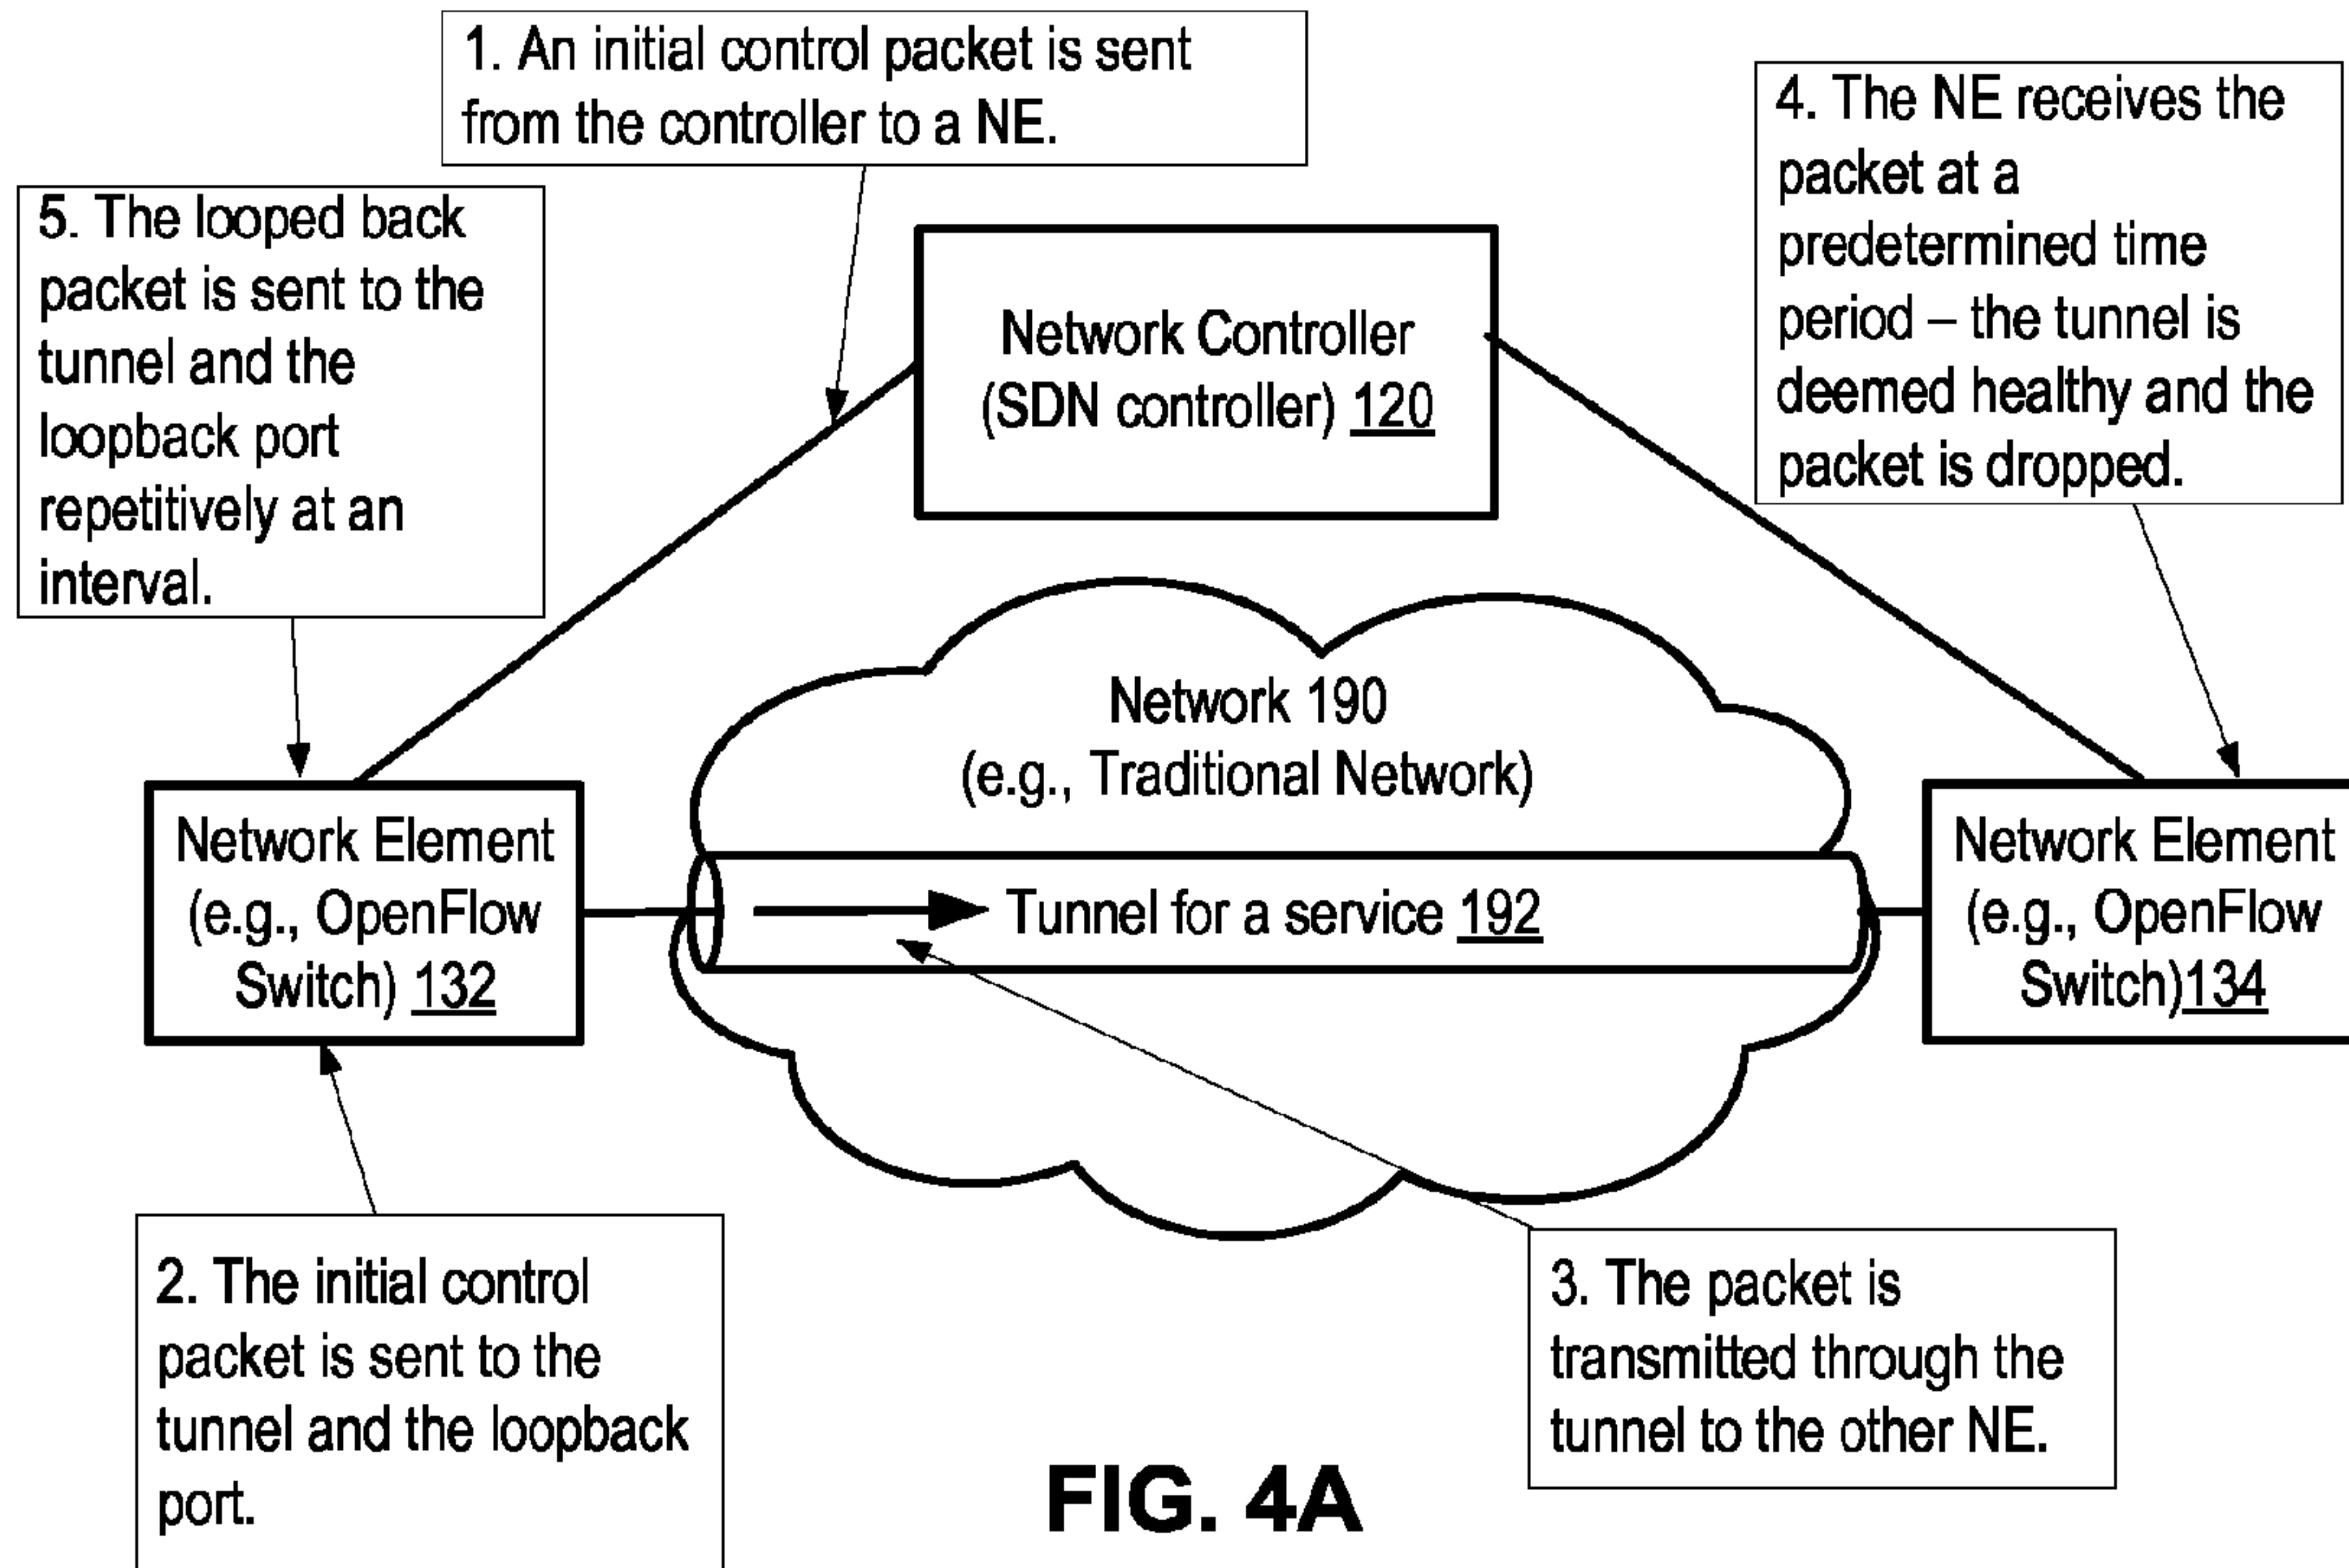 1. An initial control packet is sent
from the controller to a NE.
4. The NE receives the
packet at a
predetermined time
period – the tunnel is
deemed healthy and the
packet is dropped.
5. The looped back
packet is sent to the
tunnel and the
loopback port
repetitively at an
interval.
Network Controller
(SDN controller) 120
Network 190
(e.g., Traditional Network)
Network Element
(e.g., OpenFlow
Switch) 132
Tunnel for a service 192
Network Element
(e.g., OpenFlow
Switch)134
2. The initial control
packet is sent to the
tunnel and the loopback
port.
3. The packet is
transmitted through the
tunnel to the other NE.
FIG. 4A